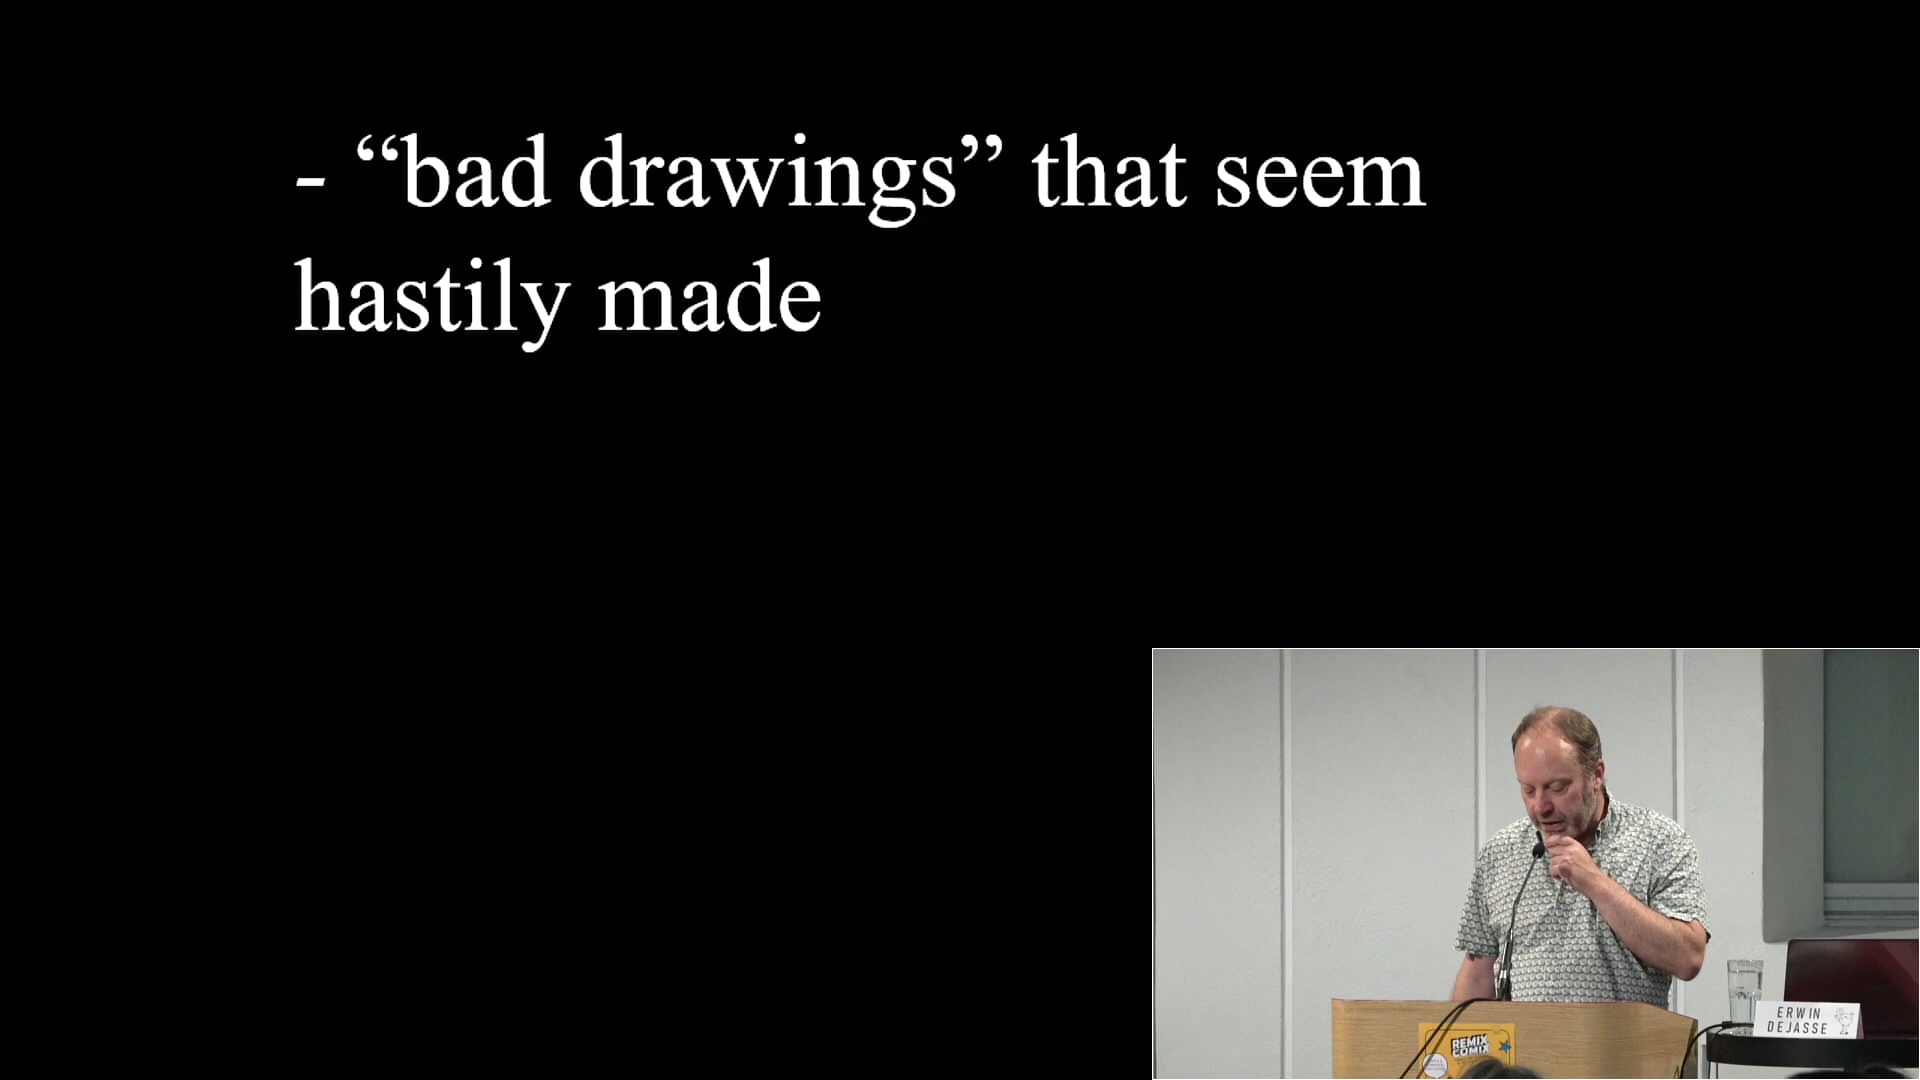 - “bad drawings” that seem
hastily made
ERWIN
DEJASSE
REMIX
COMIX